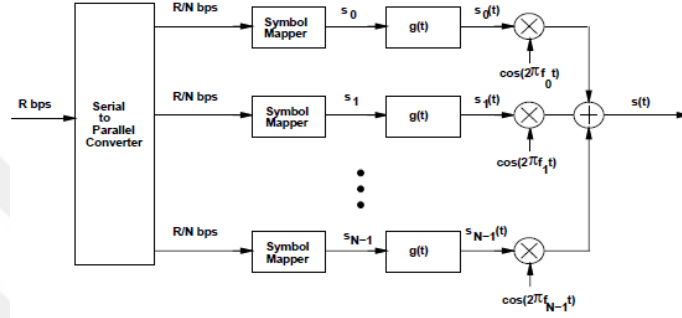 R bps
Serial
to
Parallel
Converter
R/N bps
Symbol
Mapper
s0
g(t)
s0(t)
cos(2πf0t)
R/N bps
Symbol
Mapper
s1
g(t)
s1(t)
cos(2πf1t)
s(t)
R/N bps
Symbol
Mapper
sN−1
g(t)
sN−1(t)
cos(2πfN−1t)